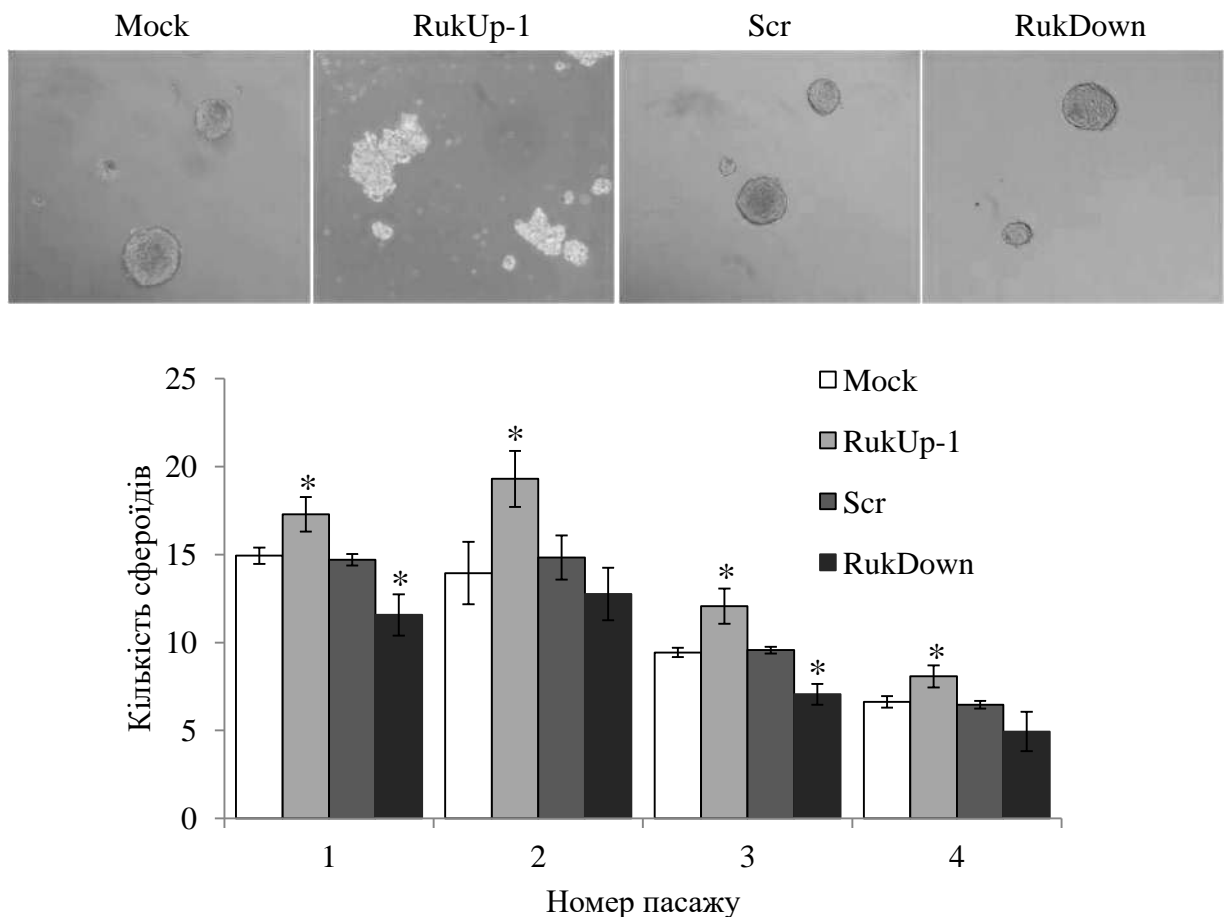 Mock RukUp-1 Scr RukDown
25
20
15
10
5
0
Кількість сфероїдів
* * * * * *
Mock
RukUp-1
Scr
RukDown
1 2 3 4
Номер пасажу